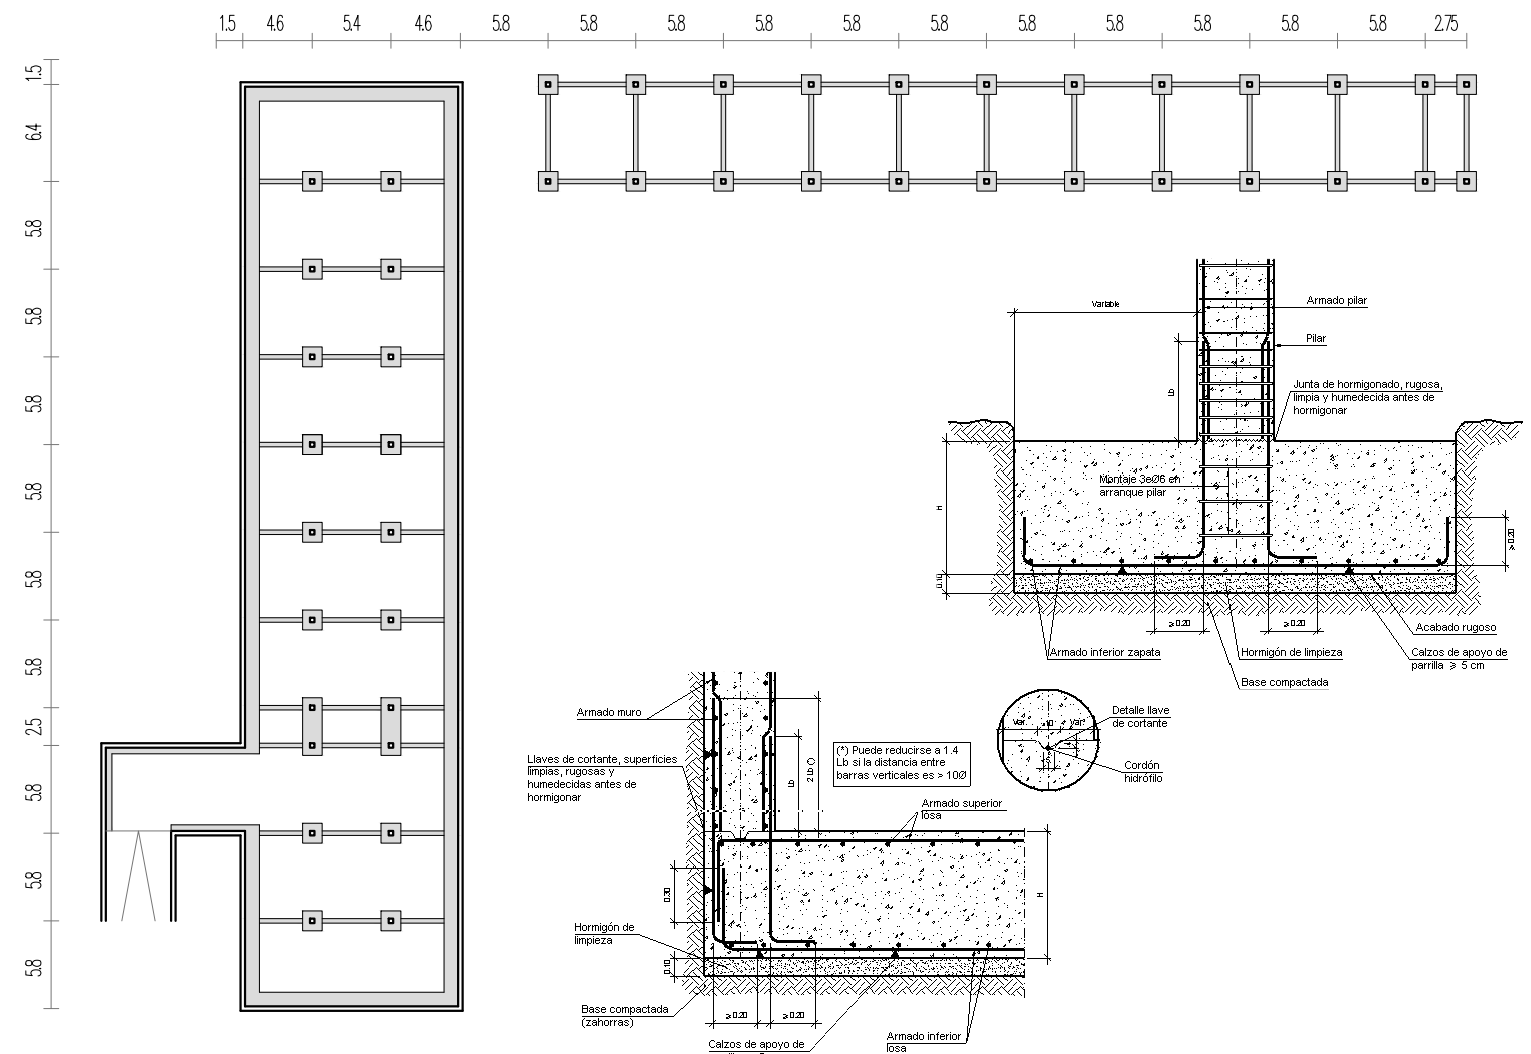 1.5 4.6 5.4 4.6 5.8 5.8 5.8 5.8 5.8 5.8 5.8 5.8 5.8 5.8 5.8 2.75
1.5
6.4
5.8
5.8
5.8
5.8
5.8
5.8
2.5
5.8
5.8
5.8
Variable
Armado pilar
Pilar
Lb
Junta de hormigonado, rugosa,
limpia y humedecida antes de
hormigonar
Montaje 3eØ6 en
arranque pilar
H
≥ 0.20
0.10
≥ 0.20
≥ 0.20
Acabado rugoso
Armado inferior zapata
Hormigón de limpieza
Calzos de apoyo de
parrilla ≥ 5 cm
Base compactada
Armado muro
Detalle llave
de cortante
var. 10 var.
Cordón
hidrófilo
Llaves de cortante, superficies
limpias, rugosas y
humedecidas antes de
hormigonar
(*) Puede reducirse a 1.4
Lb si la distancia entre
barras verticales es > 10Ø
Lb
Armado superior
losa
0.30
H
Hormigón de
limpieza
0.10
Base compactada
(zahorras)
≥ 0.20
≥ 0.20
Calzos de apoyo de
Armado inferior
losa